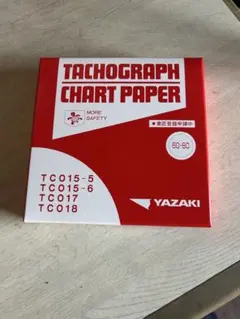 TACHOGRAPH
CHART PAPER
MORE
SAFETY
60-60
TCO15-5
TCO15-6
TCO17
TCO18
YAZAKI